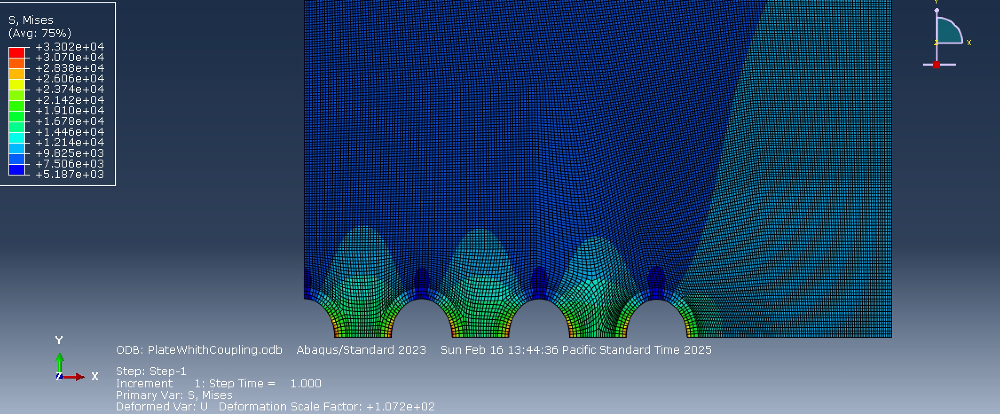 S, Mises
(Avg: 75%)
+3.302e+04
+3.070e+04
+2.838e+04
+2.606e+04
+2.374e+04
+2.142e+04
+1.910e+04
+1.678e+04
+1.446e+04
+1.214e+04
+9.825e+03
+7.506e+03
+5.187e+03
Y
Z X
Y
Z X
ODB: PlateWhithCoupling.odb Abaqus/Standard 2023 Sun Feb 16 13:44:36 Pacific Standard Time 2025
Step: Step-1
Increment 1: Step Time = 1.000
Primary Var: S, Mises
Deformed Var: U Deformation Scale Factor: +1.072e+02